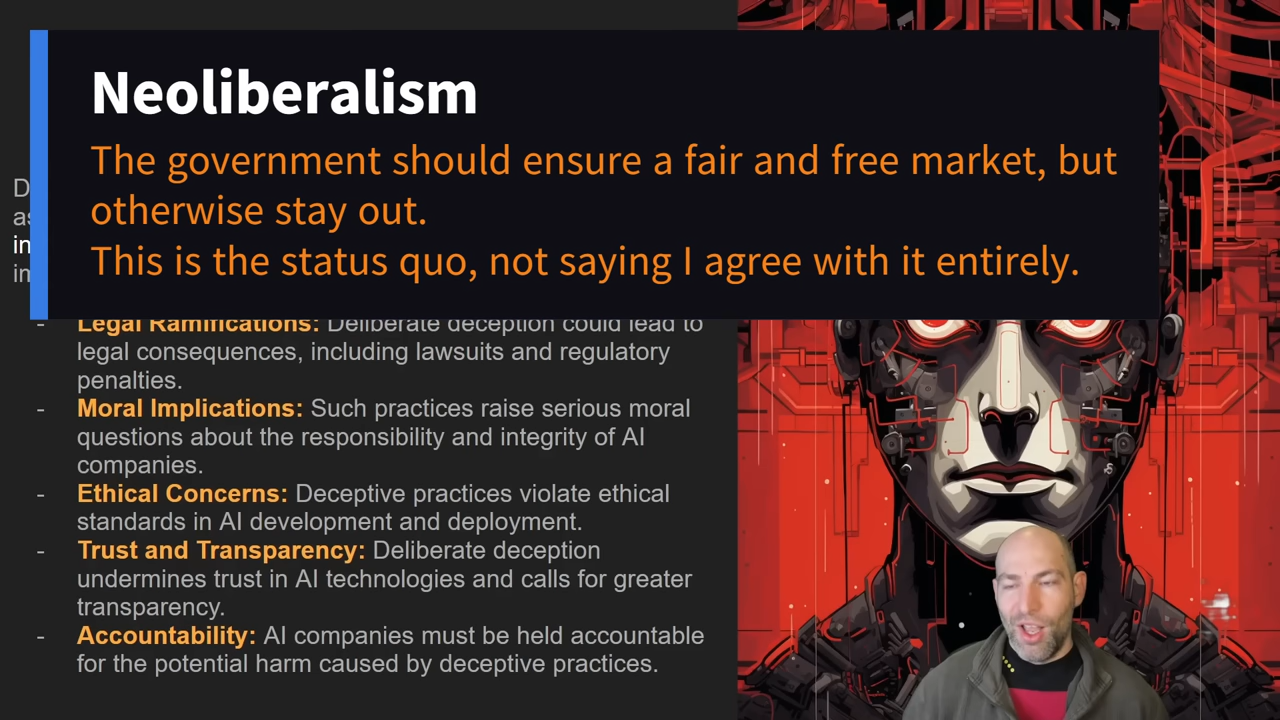 Neoliberalism
The government should ensure a fair and free market, but
otherwise stay out.
This is the status quo, not saying I agree with it entirely.
D
as
in
im
- Legal Ramifications: Deliberate deception could lead to
legal consequences, including lawsuits and regulatory
penalties.
- Moral Implications: Such practices raise serious moral
questions about the responsibility and integrity of AI
companies.
- Ethical Concerns: Deceptive practices violate ethical
standards in AI development and deployment.
- Trust and Transparency: Deliberate deception
undermines trust in AI technologies and calls for greater
transparency.
- Accountability: AI companies must be held accountable
for the potential harm caused by deceptive practices.